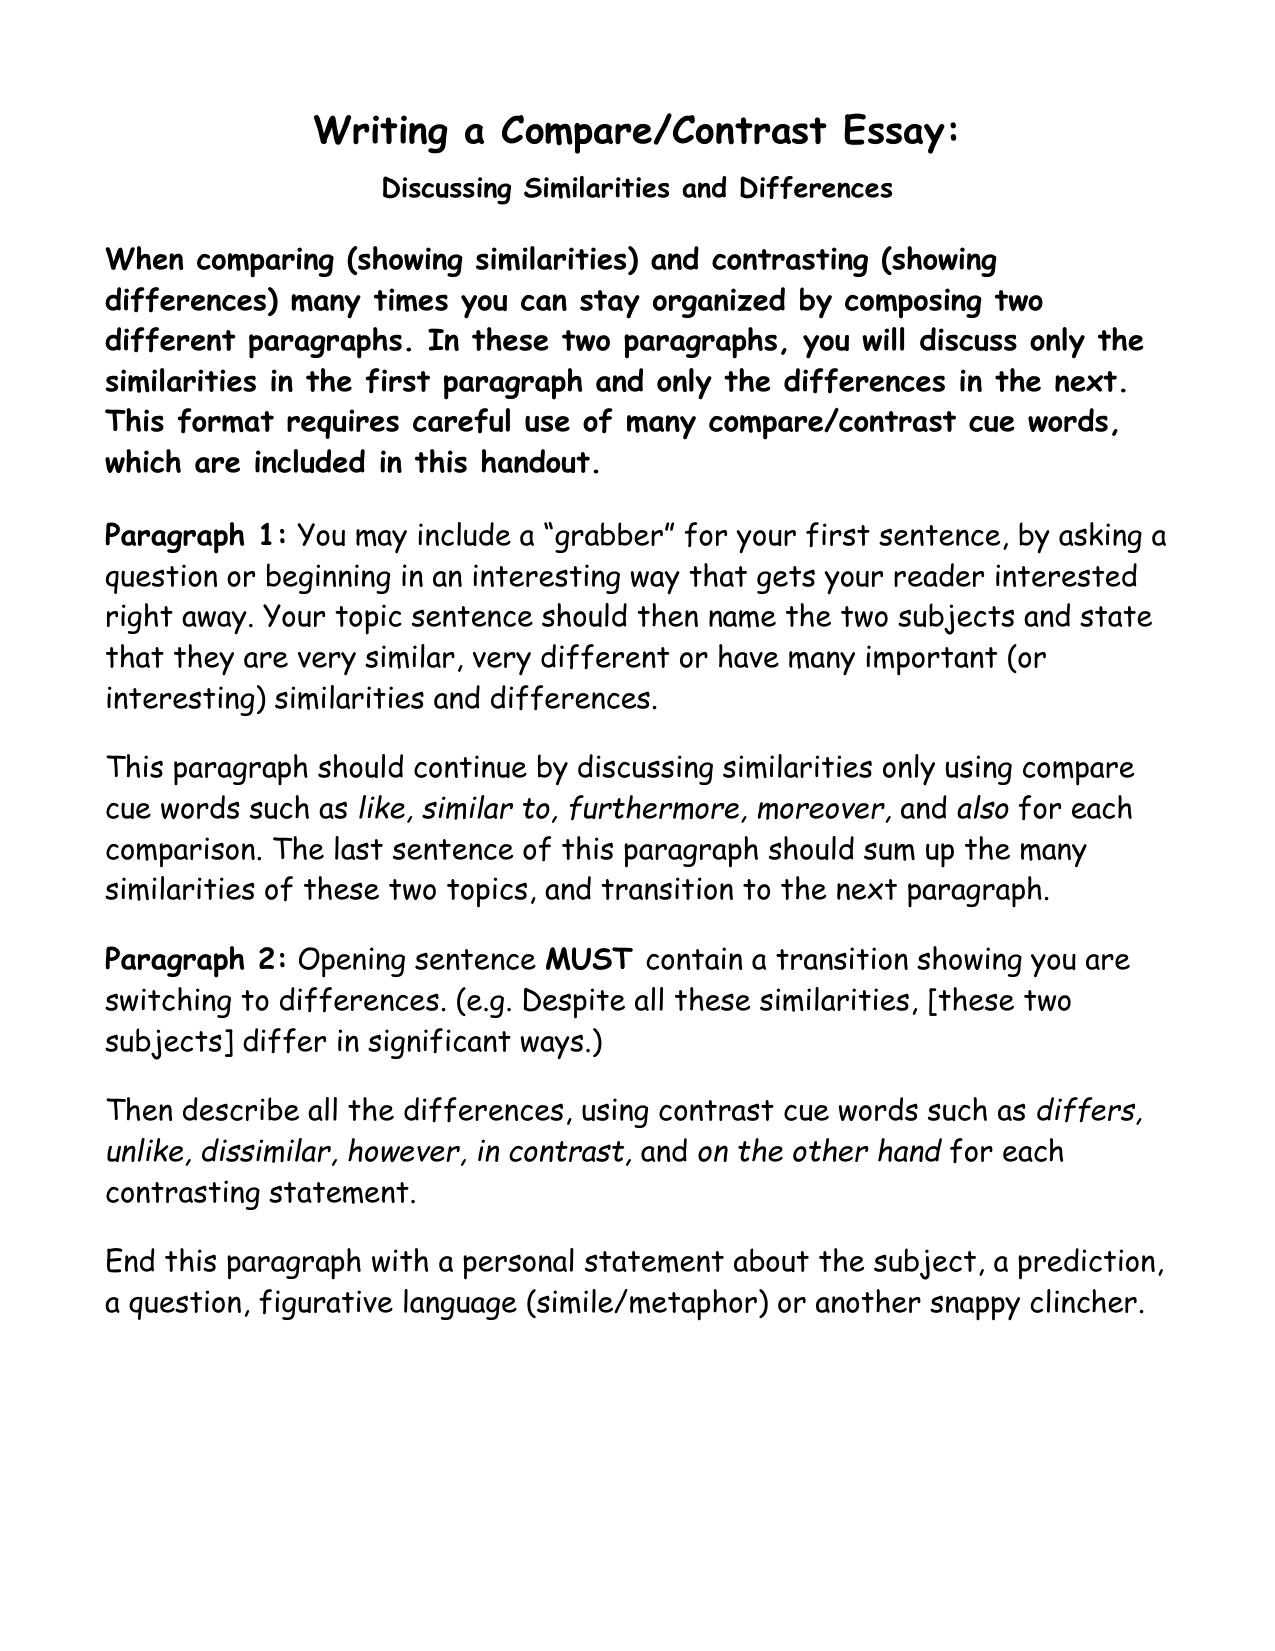 Writing a Compare/Contrast Essay:
Discussing Similarities and Differences
When comparing (showing similarities) and contrasting (showing
differences) many times you can stay organized by composing two
different paragraphs. In these two paragraphs, you will discuss only the
similarities in the first paragraph and only the differences in the next.
This format requires careful use of many compare/contrast cue words,
which are included in this handout.
Paragraph 1: You may include a “grabber” for your first sentence, by asking a
question or beginning in an interesting way that gets your reader interested
right away. Your topic sentence should then name the two subjects and state
that they are very similar, very different or have many important (or
interesting) similarities and differences.
This paragraph should continue by discussing similarities only using compare
cue words such as like, similar to, furthermore, moreover, and also for each
comparison. The last sentence of this paragraph should sum up the many
similarities of these two topics, and transition to the next paragraph.
Paragraph 2: Opening sentence MUST contain a transition showing you are
switching to differences. (e.g. Despite all these similarities, [these two
subjects] differ in significant ways.)
Then describe all the differences, using contrast cue words such as differs,
unlike, dissimilar, however, in contrast, and on the other hand for each
contrasting statement.
End this paragraph with a personal statement about the subject, a prediction,
a question, figurative language (simile/metaphor) or another snappy clincher.